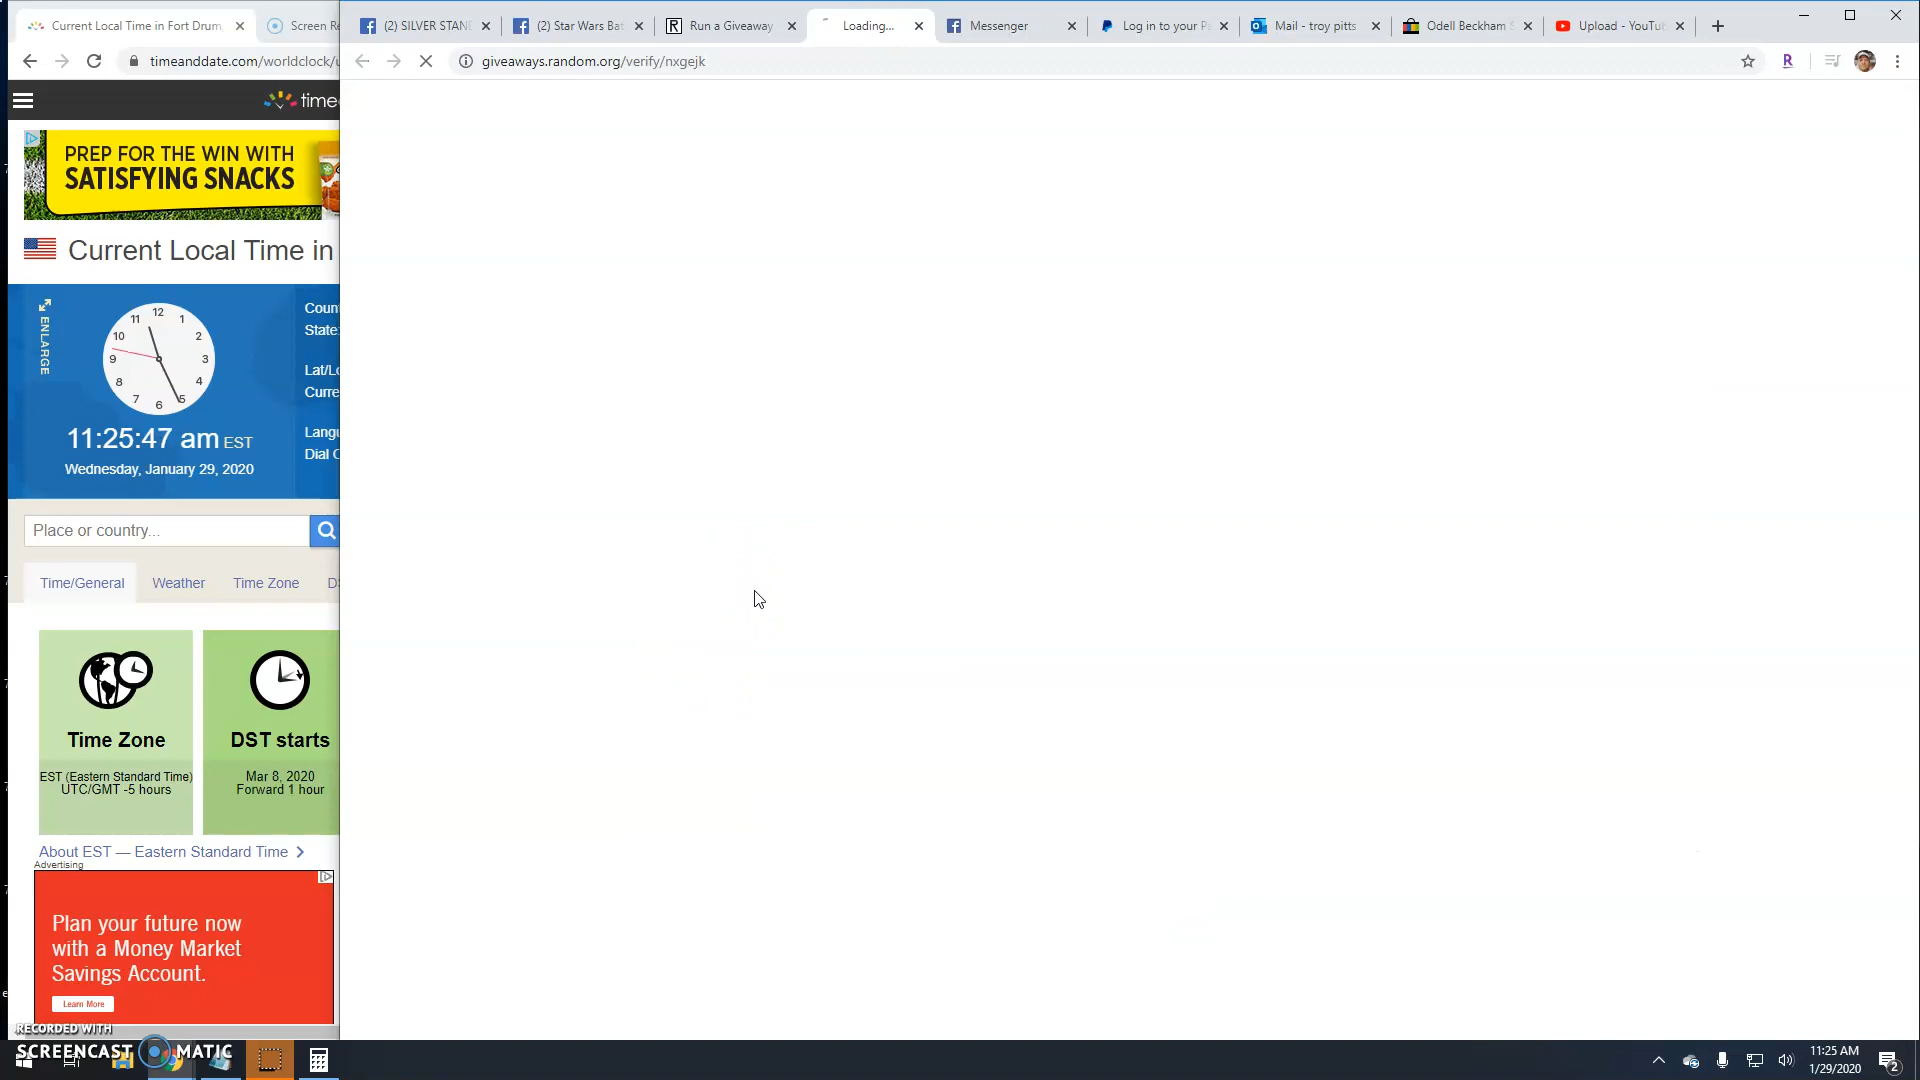 Current Local Time in Fort Drum,
Screen Re
(2) SILVER STAN
(2) Star Wars Bat
Run a Giveaway
Loading...
Messenger
Log in to your P
Mail - troy pitts
Odell Beckham
Upload - YouTu
timeanddate.com/worldclock/u
giveaways.random.org/verify/nxgejk
R
time
PREP FOR THE WIN WITH
SATISFYING SNACKS
Current Local Time in
ENLARGE
12
1
2
3
4
5
6
7
8
9
10
11
11:25:47 am EST
Wednesday, January 29, 2020
Coun
State:
Lat/Lo
Curre
Langu
Dial C
Place or country...
Time/General
Weather
Time Zone
Time Zone
EST (Eastern Standard Time)
UTC/GMT -5 hours
DST starts
Mar 8, 2020
Forward 1 hour
About EST — Eastern Standard Time
Advertising
Plan your future now
with a Money Market
Savings Account.
Learn More
RECORDED WITH
SCREENCAST MATIC
11:25 AM
1/29/2020
2